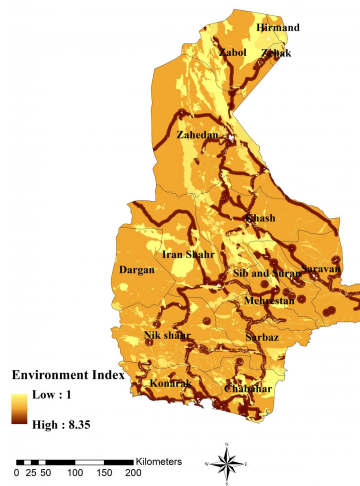 Hirmand
Zabol
Zehak
Zahedan
Khash
Iran Shahr
Saravan
Dargan
Sib and Suran
Mehrestan
Nik shahr
Sarbaz
Environment Index
Low : 1
Konarak
Chabahar
High : 8.35
Kilometers
0 25 50 100 150 200
N
W E
S